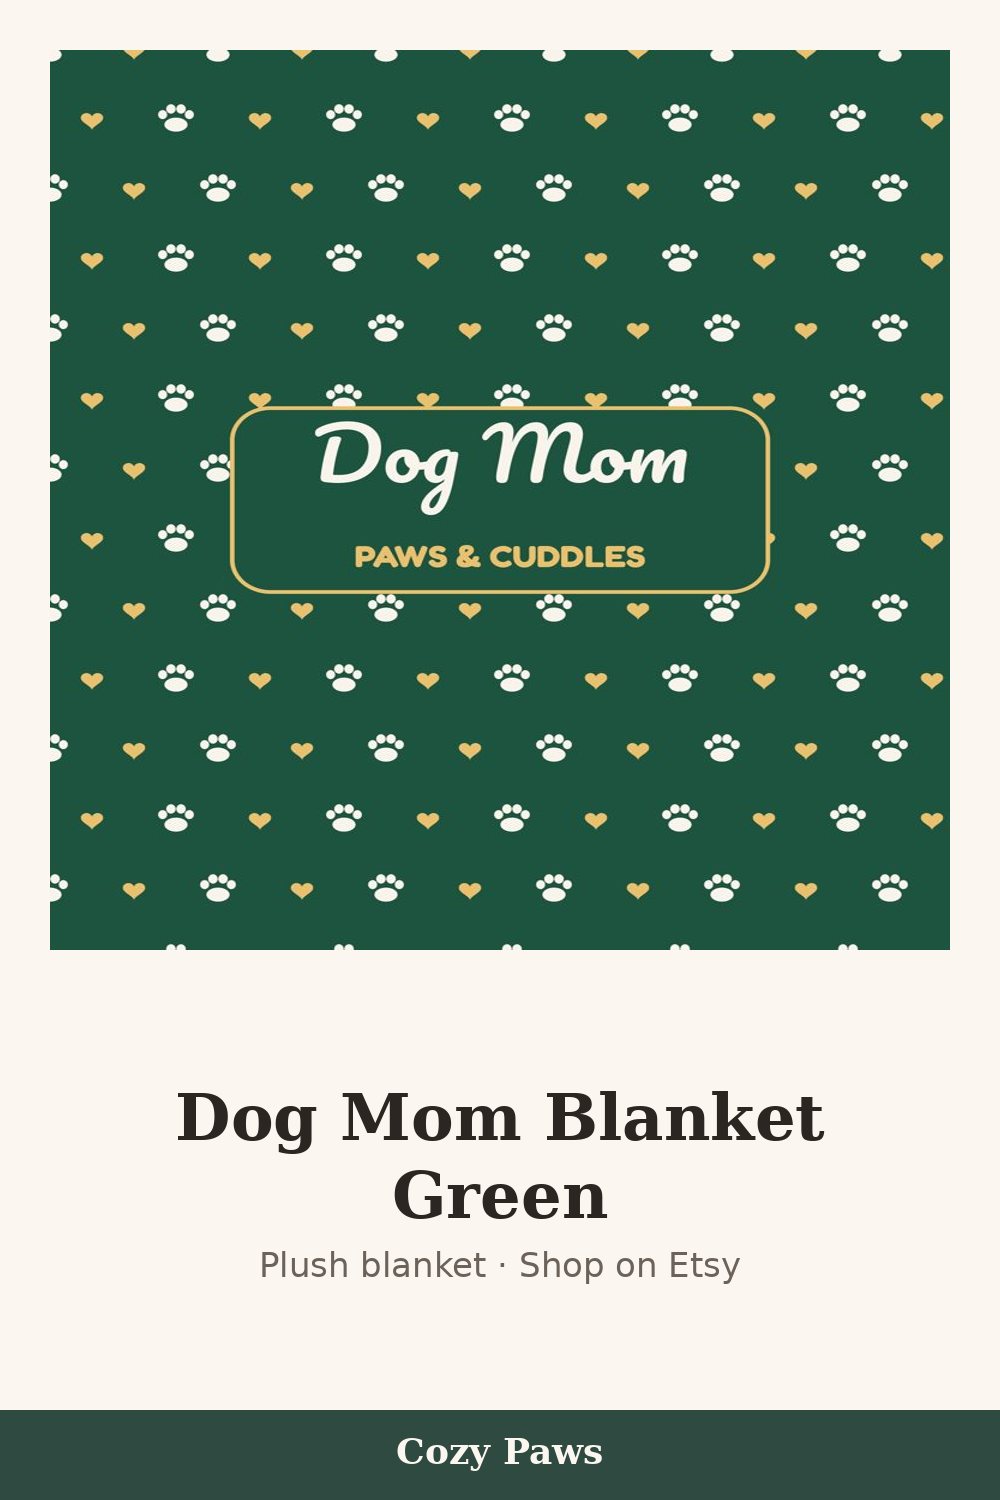 Dog Mom
PAWS & CUDDLES
Dog Mom Blanket
Green
Plush blanket · Shop on Etsy
Cozy Paws